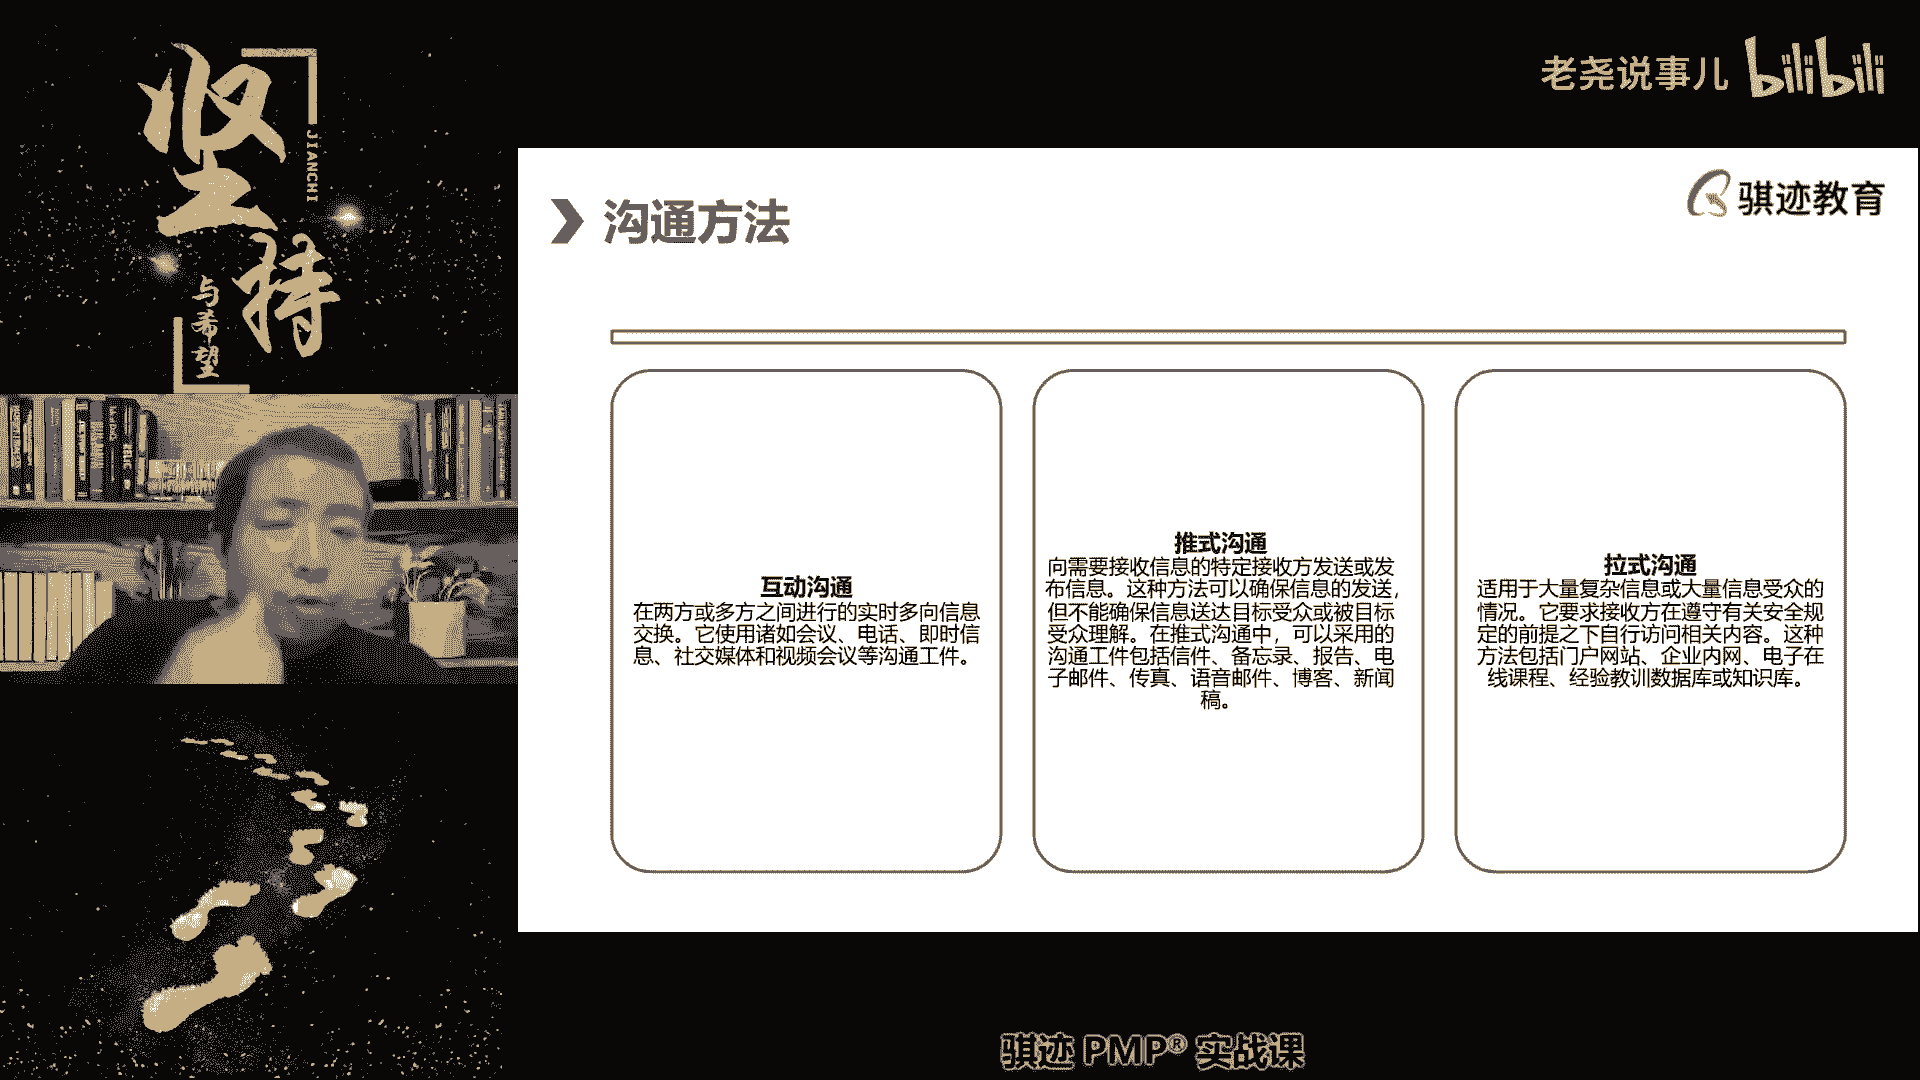 坚持
JIANCHI
与希望
老尧说事儿 bilibili
骐迹教育
沟通方法
互动沟通
在两方或多方之间进行的实时多向信息
交换。它使用诸如会议、电话、即时信
息、社交媒体和视频会议等沟通工件。
推式沟通
向需要接收信息的特定接收方发送或发
布信息。这种方法可以确保信息的发送,
但不能确保信息送达目标受众或被目标
受众理解。在推式沟通中，可以采用的
沟通工件包括信件、备忘录、报告、电
子邮件、传真、语音邮件、博客、新闻
稿。
拉式沟通
适用于大量复杂信息或大量信息受众的
情况。它要求接收方在遵守有关安全规
定的前提之下自行访问相关内容。这种
方法包括门户网站、企业内网、电子在
线课程、经验教训数据库或知识库。
骐迹 PMP® 实战课